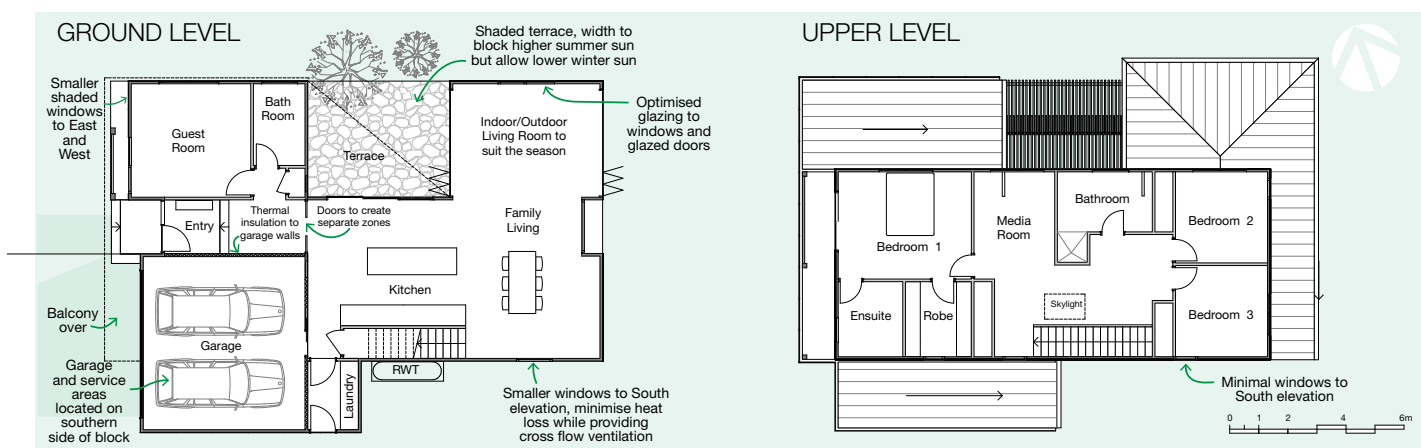 GROUND LEVEL
Shaded terrace, width to
block higher summer sun
but allow lower winter sun
Smaller
shaded
windows
to East
and
West
Guest
Room
Bath
Room
Terrace
Indoor/Outdoor
Living Room to
suit the season
Optimised
glazing to
windows and
glazed doors
Entry
Thermal
insulation to
garage walls
Doors to create
separate zones
Family
Living
Kitchen
Balcony
over
Garage
Garage
and service
areas
located on
southern
side of block
Laundry
RWT
Smaller windows to South
elevation, minimise heat
loss while providing
cross flow ventilation
UPPER LEVEL
Bedroom 1
Media
Room
Bathroom
Bedroom 2
Ensuite
Robe
Skylight
Bedroom 3
Minimal windows to
South elevation
0 1 2 4 6m